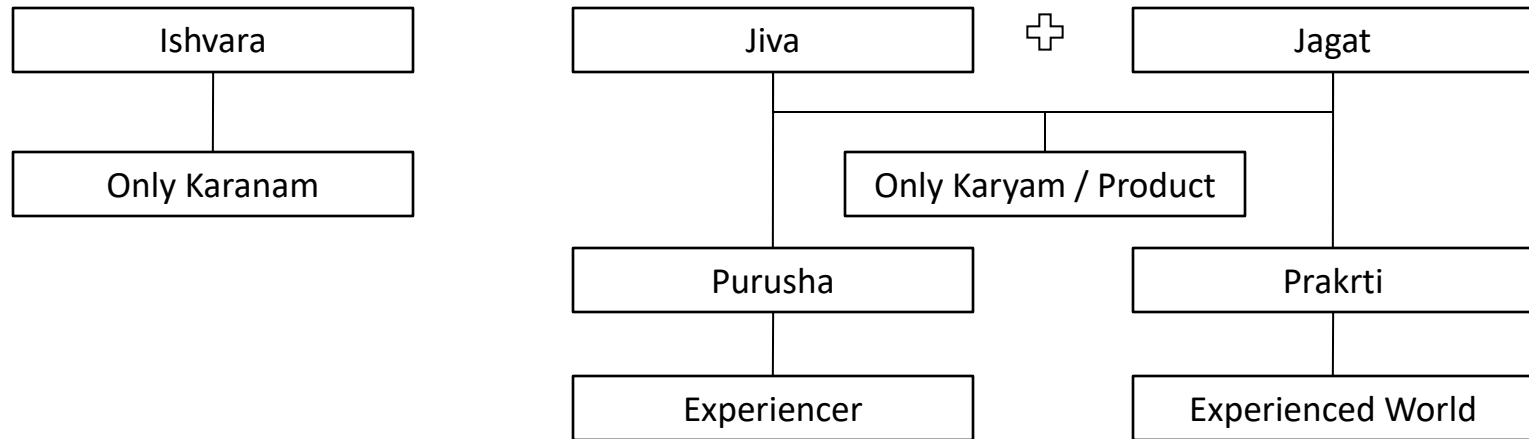 Ishvara
Jiva
Jagat
Only Karanam
Only Karyam / Product
Purusha
Prakrti
Experiencer
Experienced World